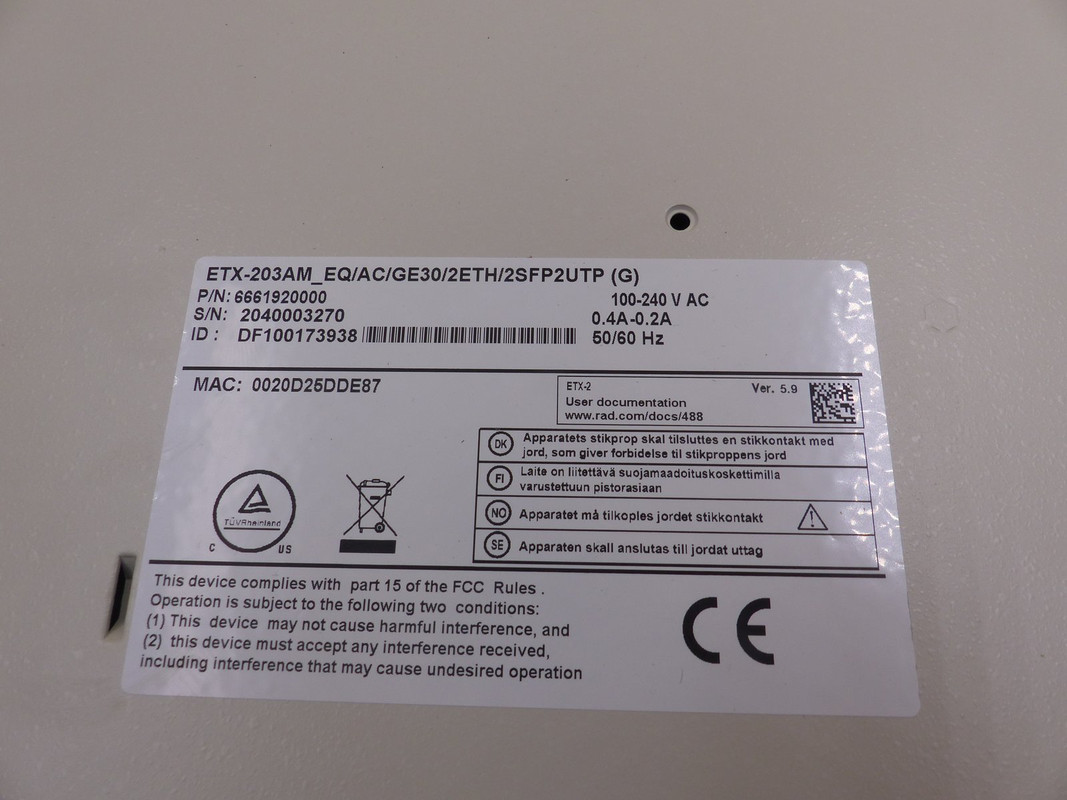 ETX-203AM_EQ/AC/GE30/2ETH/2SFP2UTP (G)
P/N: 6661920000
100-240 V AC
S/N: 2040003270
0.4A-0.2A
ID : DF100173938
50/60 Hz
MAC: 0020D25DDE87
ETX-2 Ver. 5.9
User documentation
www.rad.com/docs/488
DK Apparatets stikprop skal tilsluttes en stikkontakt med
jord, som giver forbidelse til stikproppens jord
FI Laite on liitettävä suojamaadoituskoskettimilla
varustettuun pistorasiaan
NO Apparatet må tilkoples jordet stikkontakt
SE Apparaten skall anslutas till jordat uttag
TÜVRheinland
C US
This device complies with part 15 of the FCC Rules .
Operation is subject to the following two conditions:
(1) This device may not cause harmful interference, and
(2) this device must accept any interference received,
including interference that may cause undesired operation
CE